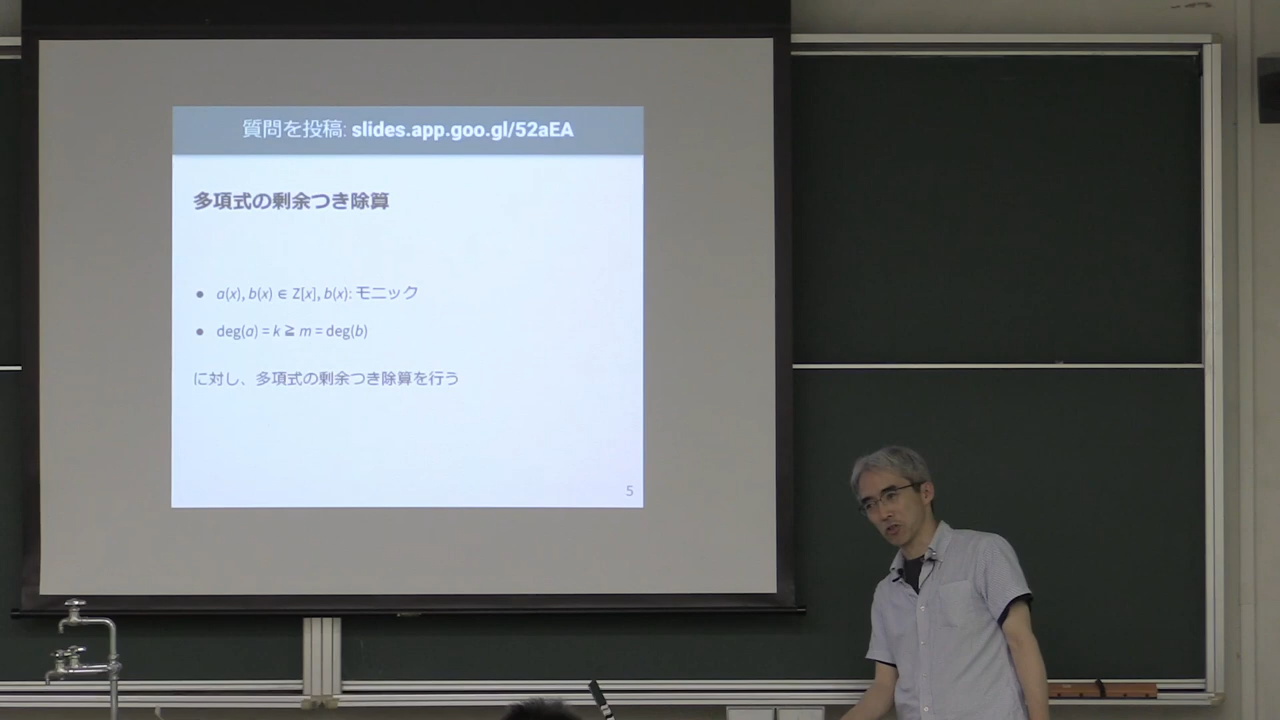 質問を投稿: slides.app.goo.gl/52aEA
多項式の剰余つき除算
● a(x), b(x) ∈ Z[x], b(x): モニック
● deg(a) = k ≧ m = deg(b)
に対し、多項式の剰余つき除算を行う
5